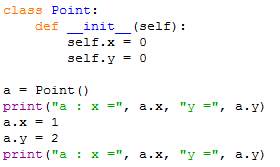 class Point:
    def __init__(self):
        self.x = 0
        self.y = 0

a = Point()
print("a : x =", a.x, "y =", a.y)
a.x = 1
a.y = 2
print("a : x =", a.x, "y =", a.y)